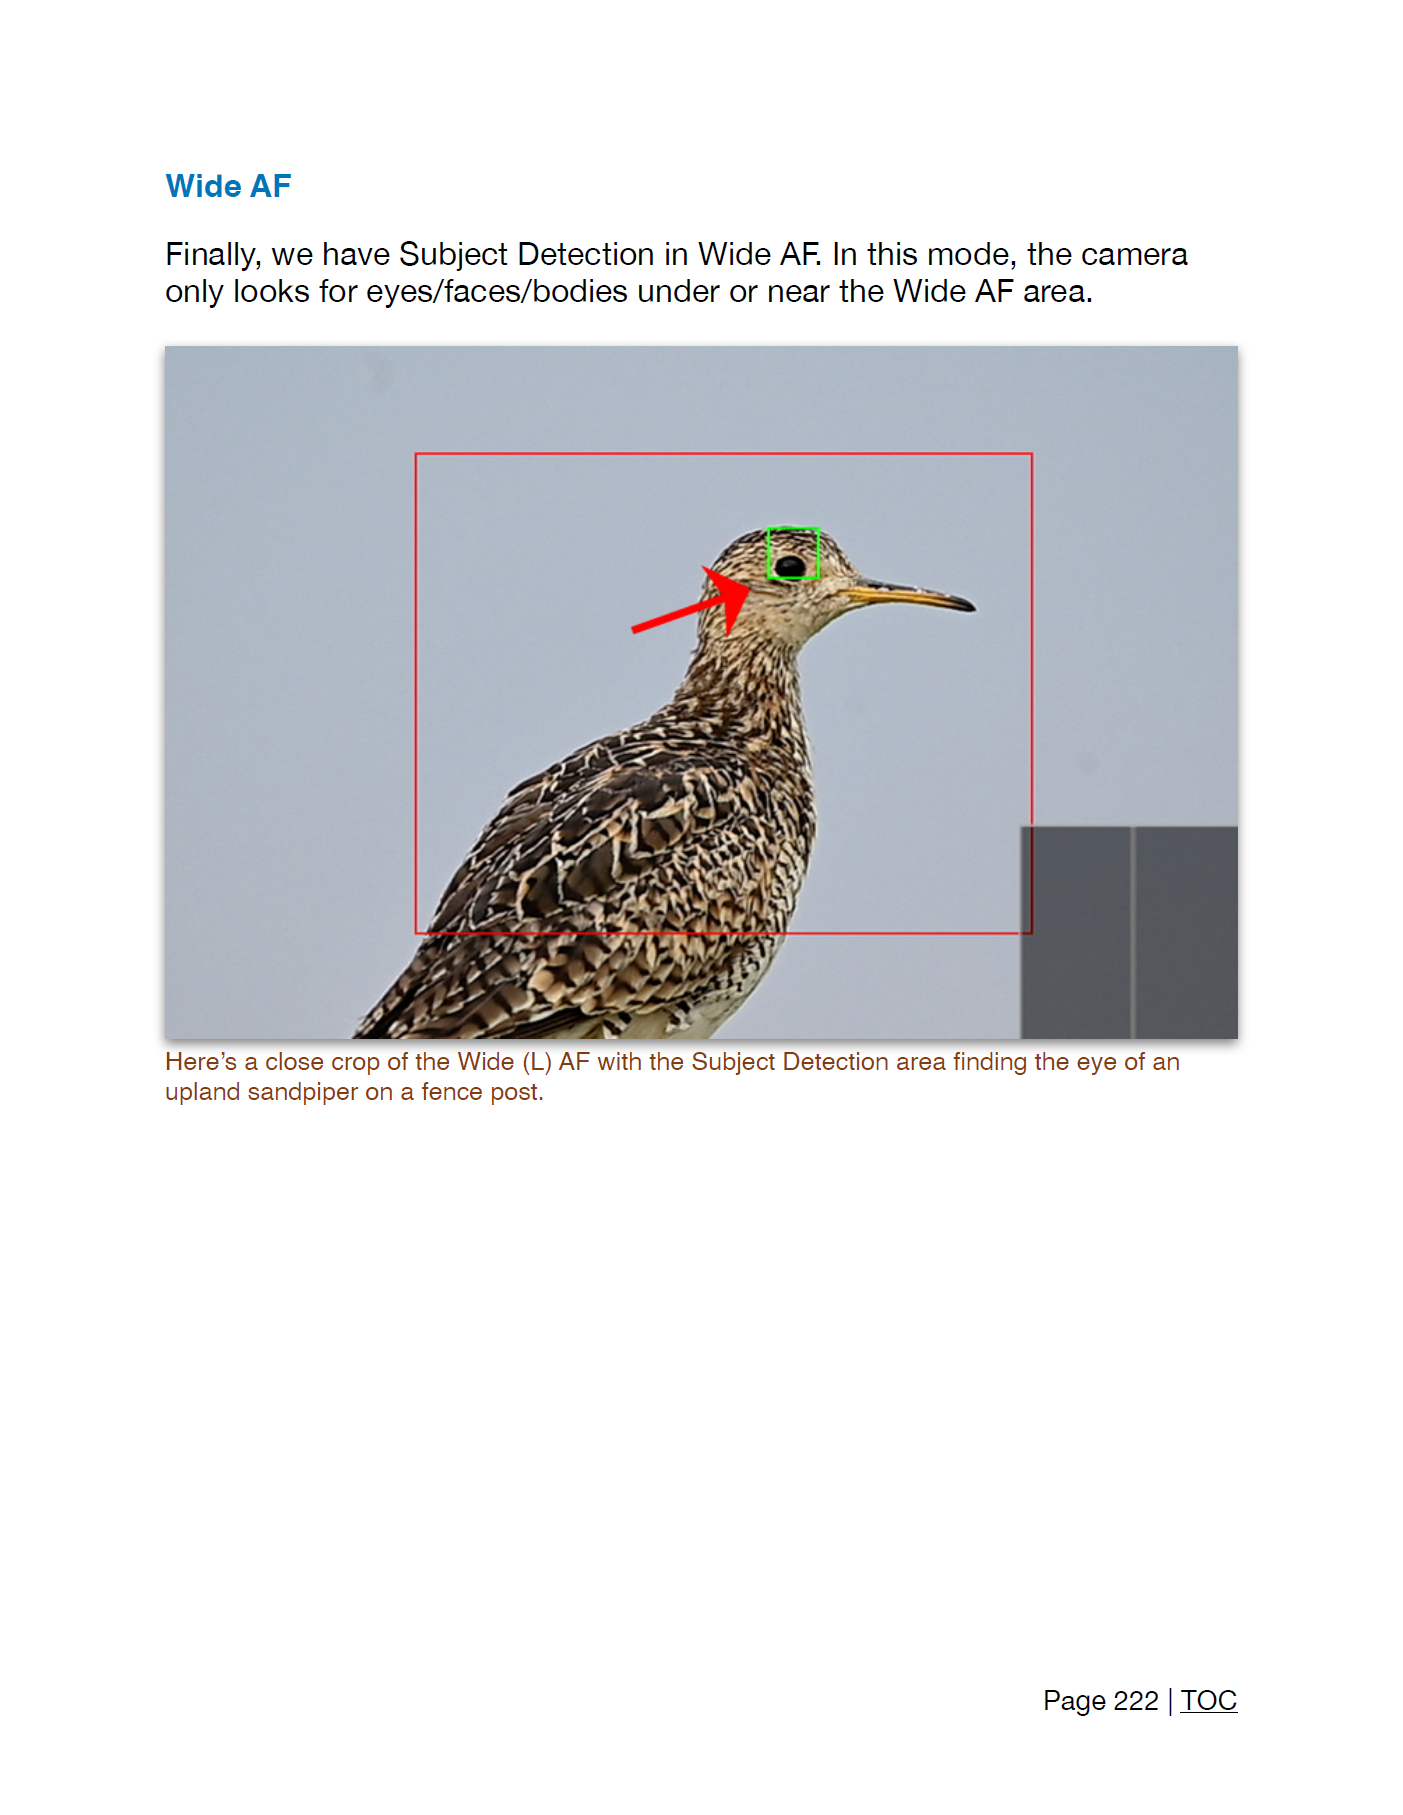 Wide AF
Finally, we have Subject Detection in Wide AF. In this mode, the camera
only looks for eyes/faces/bodies under or near the Wide AF area.
Here’s a close crop of the Wide (L) AF with the Subject Detection area finding the eye of an
upland sandpiper on a fence post.
Page 222 | TOC